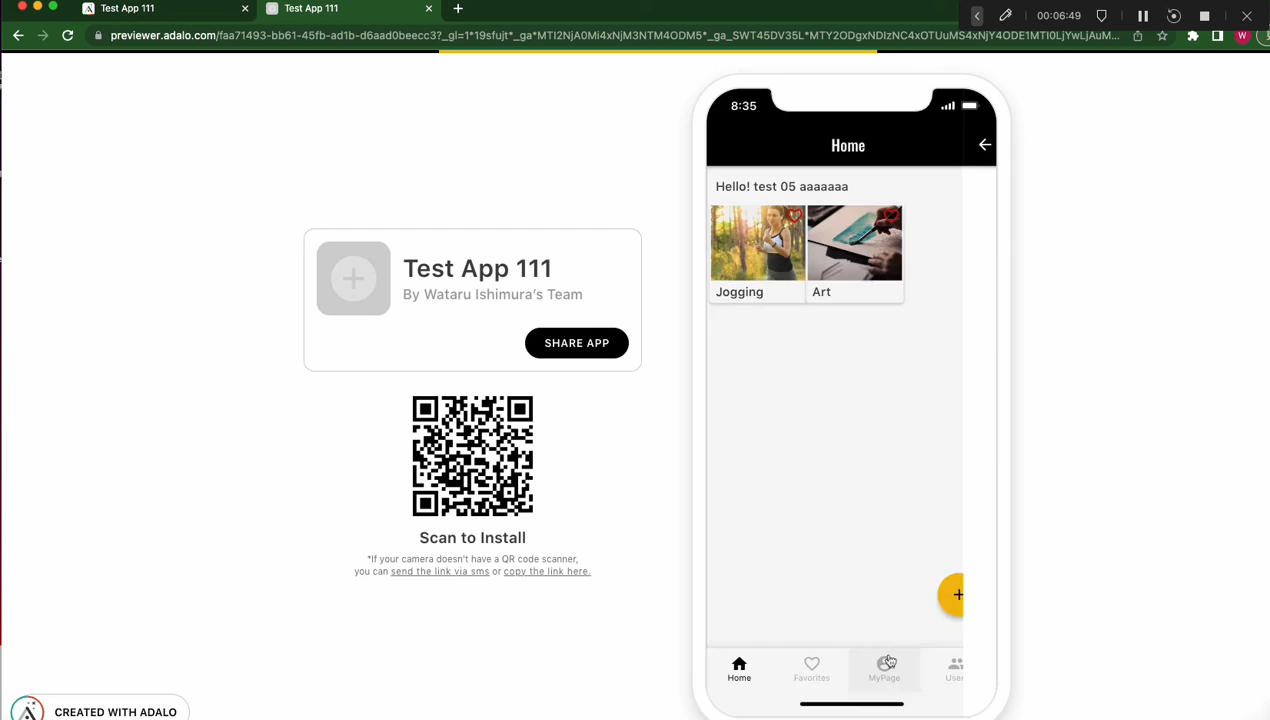 Test App 111
Test App 111
00:06:49
previewer.adalo.com/faa71493-bb61-45fb-ad1b-d6aad0beecc3?_gl=1*19sfujt*_ga*MTI2NjA0Mi4xNjM3NTM4ODM5*_ga_SWT45DV35L*MTY2ODgxNDIzNC4xOTUuMS4xNjY4ODE1MTI0LjYwLjAuM...
W
8:35
Home
Hello! test 05 aaaaaaa
Jogging
Art
Test App 111
By Wataru Ishimura's Team
SHARE APP
Scan to Install
*If your camera doesn't have a QR code scanner,
you can send the link via sms or copy the link here.
Home
Favorites
MyPage
User
CREATED WITH ADALO